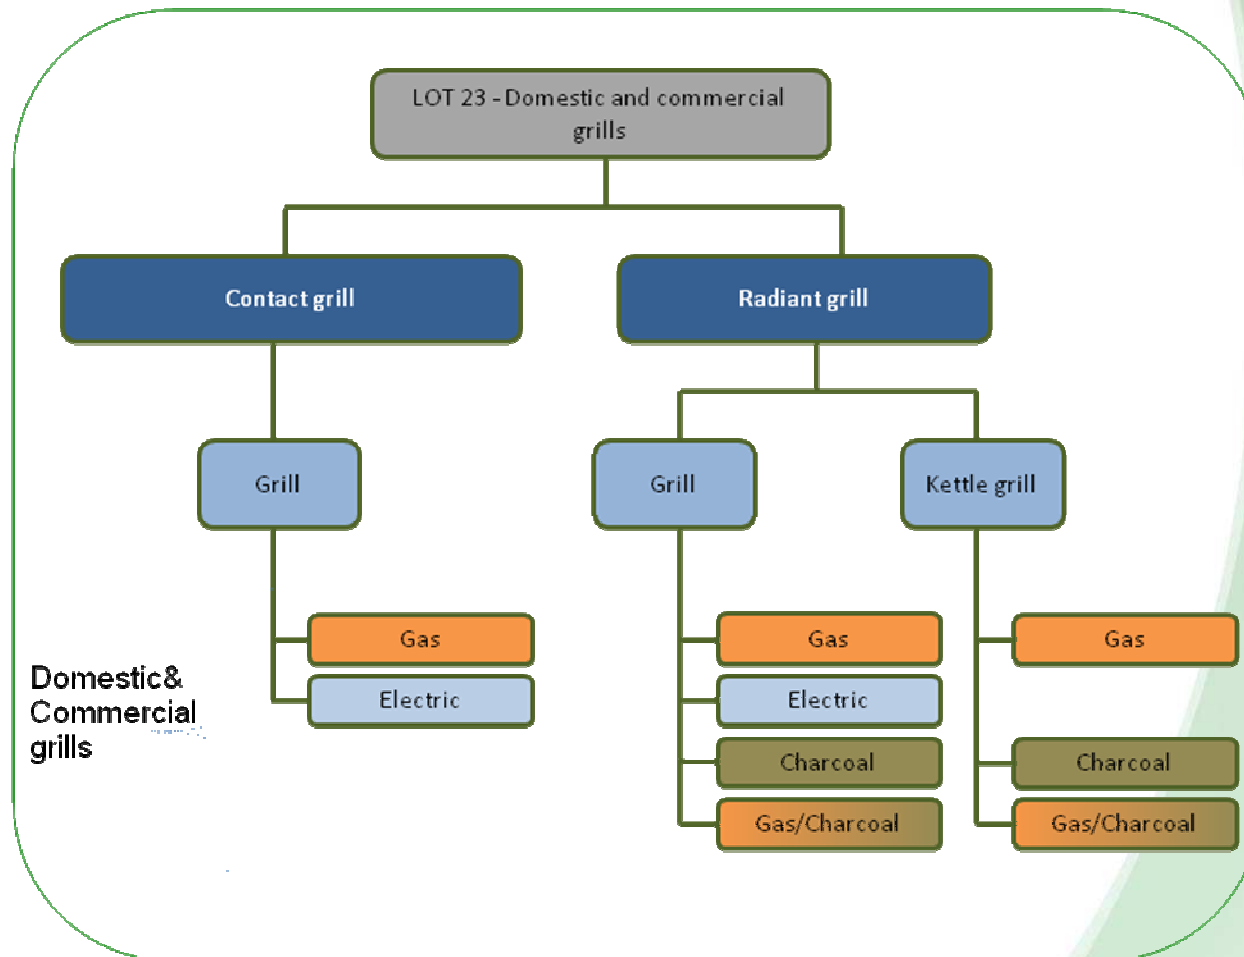 LOT 23 - Domestic and commercial
grills
Contact grill
Radiant grill
Grill
Grill
Kettle grill
Gas
Electric
Gas
Electric
Charcoal
Gas/Charcoal
Gas
Charcoal
Gas/Charcoal
Domestic&
Commercial
grills